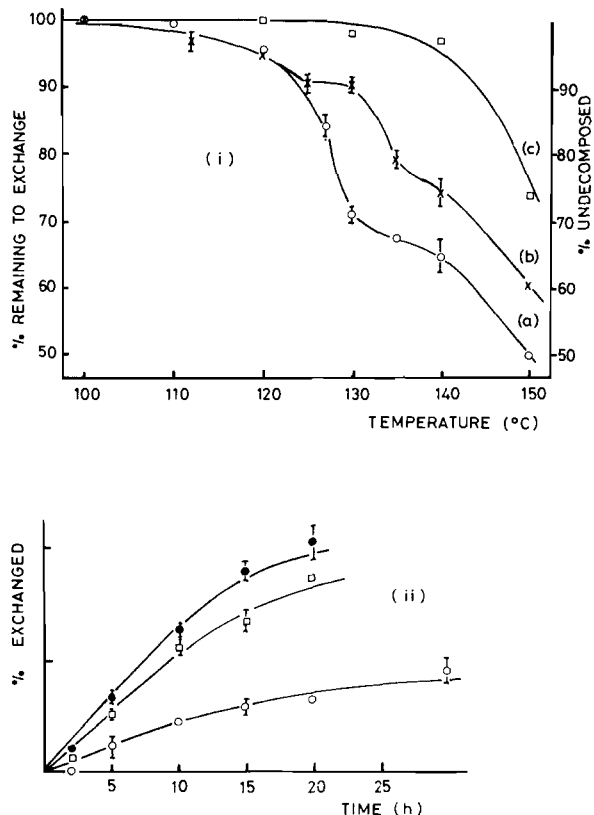 100
90
80
70
60
50
% REMAINING TO EXCHANGE
( i )
90
80
70
60
50
% UNDECOMPOSED
(c)
(b)
(a)
100 110 120 130 140 150
TEMPERATURE (°C)
% EXCHANGED
( ii )
5 10 15 20 25
TIME (h)